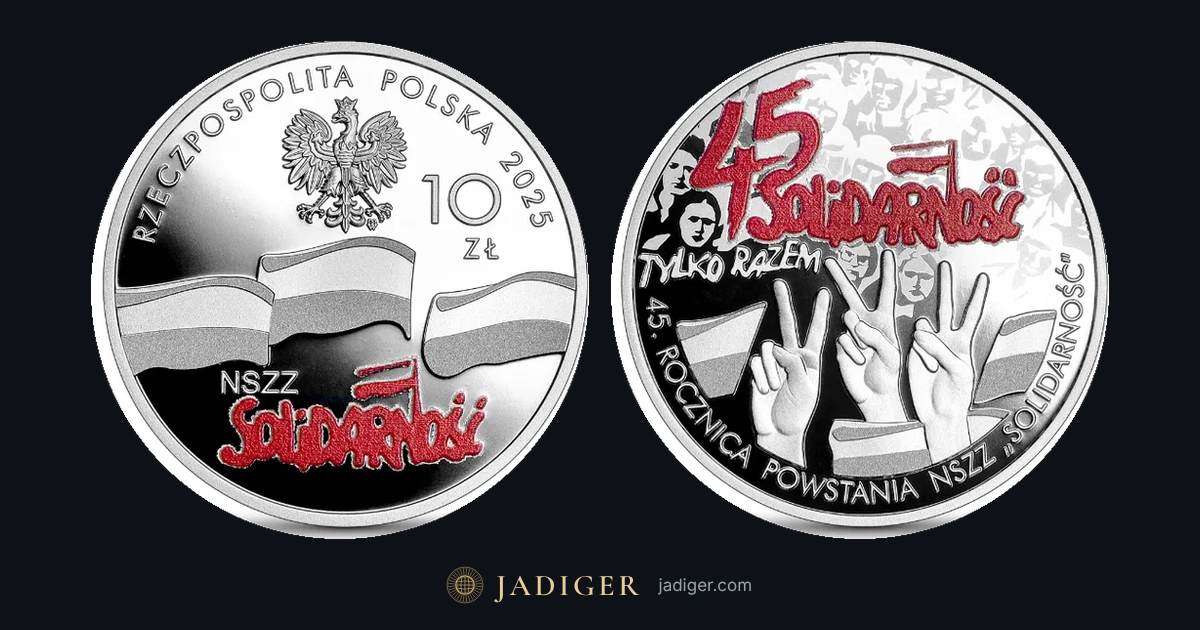 RZECZPOSPOLITA POLSKA 2025
10
ZŁ
NSZZ
SOLIDARNOŚĆ
45
SOLIDARNOŚĆ
TYLKO RAZEM
45. ROCZNICA POWSTANIA NSZZ „SOLIDARNOŚĆ”
JADIGER jadiger.com